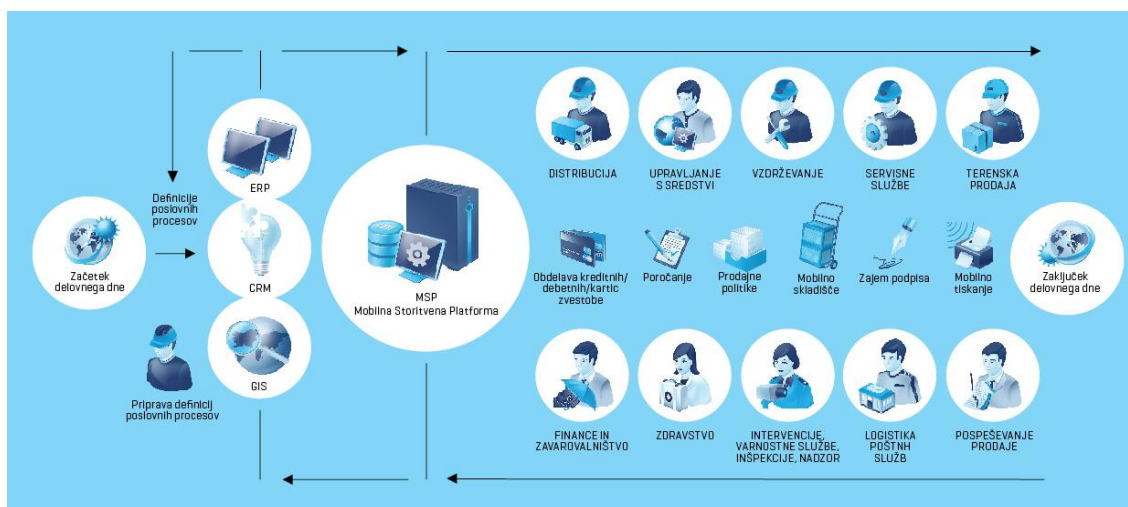 Začetek
delovnega dne
Definicije
poslovnih
procesov
Priprava definicij
poslovnih procesov
ERP
CRM
GIS
MSP
Mobilna Storitvena Platforma
DISTRIBUCIJA
UPRAVLJANJE
S SREDSTVI
VZDRŽEVANJE
SERVISNE
SLUŽBE
TERENSKA
PRODAJA
Obdelava kreditnih/
debetnih/kartic
zvestobe
Poročanje
Prodajne
politike
Mobilno
skladišče
Zajem podpisa
Mobilno
tiskanje
Zaključek
delovnega dne
FINANCE IN
ZAVAROVALNIŠTVO
ZDRAVSTVO
INTERVENCIJE,
VARNOSTNE SLUŽBE,
INŠPEKCIJE, NADZOR
LOGISTIKA
POŠTNH
SLUŽB
POSPEŠEVANJE
PRODAJE